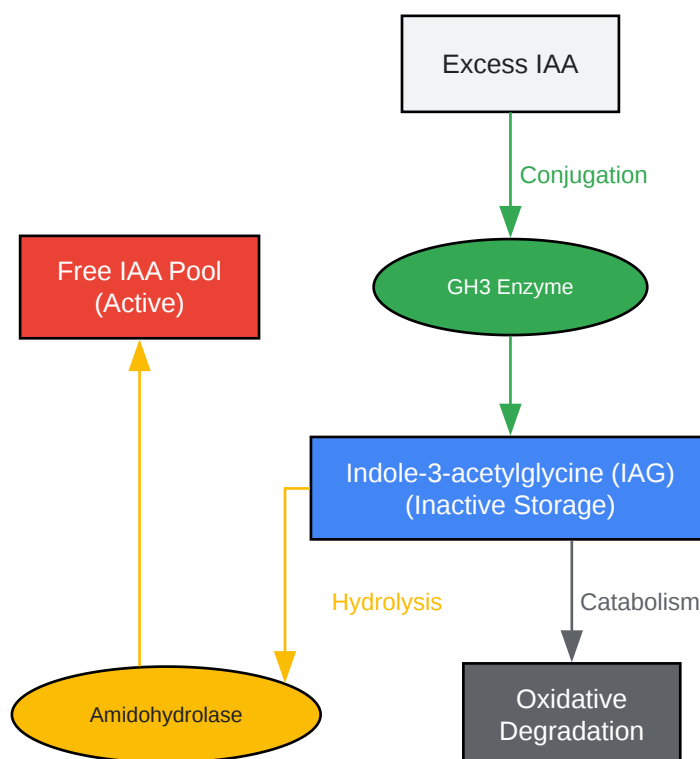 Excess IAA
Conjugation
Free IAA Pool
(Active)
GH3 Enzyme
Indole-3-acetylglycine (IAG)
(Inactive Storage)
Hydrolysis
Catabolism
Amidohydrolase
Oxidative
Degradation